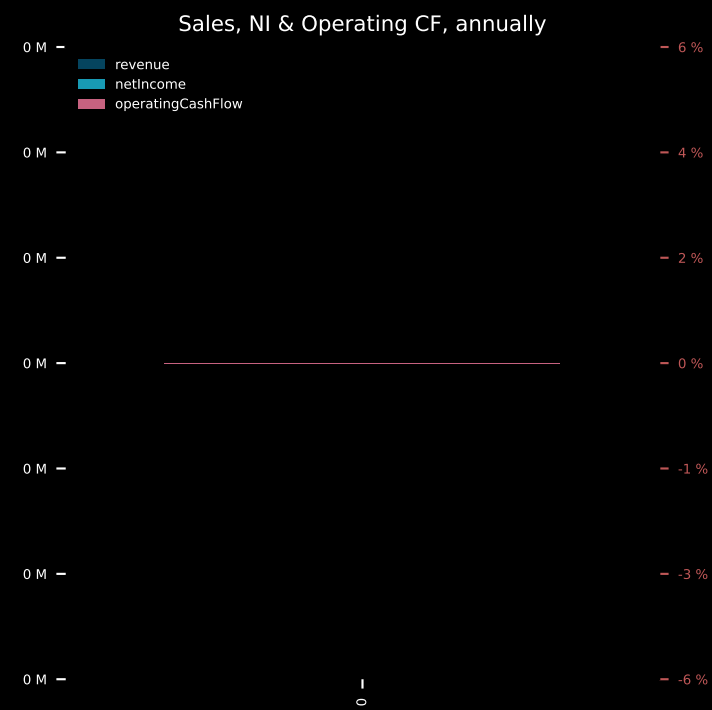 Sales, NI & Operating CF, annually
0 M
6 %
revenue
netIncome
operatingCashFlow
0 M
4 %
0 M
2 %
0 M
0 %
0 M
-1 %
0 M
-3 %
0 M
-6 %
0